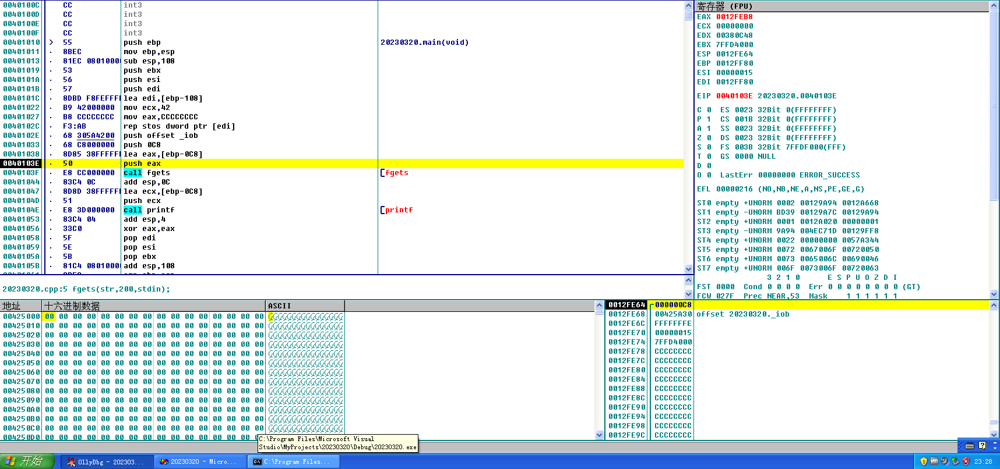 0040100C CC int3
0040100D CC int3
0040100E CC int3
0040100F CC int3
00401010 > 55 push ebp 20230320.main(void)
00401011 . 8BEC mov ebp,esp
00401013 . 81EC 0801000 sub esp,108
00401019 . 53 push ebx
0040101A . 56 push esi
0040101B . 57 push edi
0040101C . 8DBD F8FEFFF lea edi,[ebp-108]
00401022 . B9 42000000 mov ecx,42
00401027 . B8 CCCCCCCC mov eax,CCCCCCCC
0040102C . F3:AB rep stos dword ptr [edi]
0040102E . 68 305A4200 push offset _iob
00401033 . 68 C8000000 push 0C8
00401038 . 8D85 38FFFFF lea eax,[ebp-0C8]
0040103E . 50 push eax
0040103F . E8 CC000000 call fgets [fgets
00401044 . 83C4 0C add esp,0C
00401047 . 8D8D 38FFFFF lea ecx,[ebp-0C8]
0040104D . 51 push ecx
0040104E . E8 3D000000 call printf [printf
00401053 . 83C4 04 add esp,4
00401056 . 33C0 xor eax,eax
00401058 . 5F pop edi
00401059 . 5E pop esi
0040105A . 5B pop ebx
0040105B . 81C4 0801000 add esp,108
20230320.cpp:5 fgets(str,200,stdin);
寄存器 (FPU)
EAX 0012FEB8
ECX 00000000
EDX 00380C48
EBX 7FFD4000
ESP 0012FE64
EBP 0012FF80
ESI 00000015
EDI 0012FF80
EIP 0040103E 20230320.0040103E
C 0 ES 0023 32Bit 0(FFFFFFFF)
P 1 CS 001B 32Bit 0(FFFFFFFF)
A 1 SS 0023 32Bit 0(FFFFFFFF)
Z 0 DS 0023 32Bit 0(FFFFFFFF)
S 0 FS 003B 32Bit 7FFDF000(FFF)
T 0 GS 0000 NULL
D 0
O 0 LastErr 00000000 ERROR_SUCCESS
EFL 00000216 (NO,NB,NE,A,NS,PE,GE,G)
ST0 empty +UNORM 0002 00129A94 0012A668
ST1 empty -UNORM BD39 00129A7C 00129A94
ST2 empty +UNORM 0001 0012A020 00000001
ST3 empty -UNORM 9A94 004EC71D 00129FF8
ST4 empty +UNORM 0022 00000000 0057A344
ST5 empty +UNORM 0072 0067006F 00720050
ST6 empty +UNORM 0073 0065006C 00690046
ST7 empty +UNORM 006F 0073006F 00720063
3 2 1 0 E S P U O Z D I
FST 0000 Cond 0 0 0 0 Err 0 0 0 0 0 0 0 0 (GT)
FCW 027F Prec NEAR,53 Mask 1 1 1 1 1 1
地址 十六进制数据 ASCII
00425000 00 00 00 00 00 00 00 00 00 00 00 00 00 00 00 00
00425010 00 00 00 00 00 00 00 00 00 00 00 00 00 00 00 00
00425020 00 00 00 00 00 00 00 00 00 00 00 00 00 00 00 00
00425030 00 00 00 00 00 00 00 00 00 00 00 00 00 00 00 00
00425040 00 00 00 00 00 00 00 00 00 00 00 00 00 00 00 00
00425050 00 00 00 00 00 00 00 00 00 00 00 00 00 00 00 00
00425060 00 00 00 00 00 00 00 00 00 00 00 00 00 00 00 00
00425070 00 00 00 00 00 00 00 00 00 00 00 00 00 00 00 00
00425080 00 00 00 00 00 00 00 00 00 00 00 00 00 00 00 00
00425090 00 00 00 00 00 00 00 00 00 00 00 00 00 00 00 00
004250A0 00 00 00 00 00 00 00 00 00 00 00 00 00 00 00 00
004250B0 00 00 00 00 00 00 00 00 00 00 00 00 00 00 00 00
004250C0 00 00 00 00 00 00 00 00 00 00 00 00 00 00 00 00
004250D0 00 00 00 00 00 00 00 00 00 00 00 00 00 00 00 00
0012FE64 000000C8
0012FE68 00425A30 offset 20230320._iob
0012FE6C FFFFFFFE
0012FE70 00000015
0012FE74 7FFD4000
0012FE78 CCCCCCCC
0012FE7C CCCCCCCC
0012FE80 CCCCCCCC
0012FE84 CCCCCCCC
0012FE88 CCCCCCCC
0012FE8C CCCCCCCC
0012FE90 CCCCCCCC
0012FE94 CCCCCCCC
0012FE98 CCCCCCCC
0012FE9C CCCCCCCC
C:\Program Files\Microsoft Visual
Studio\MyProjects\20230320\Debug\20230320.exe
开始 OllyDbg - 202303... 20230320 - Micro... C:\Program Files... 23:28